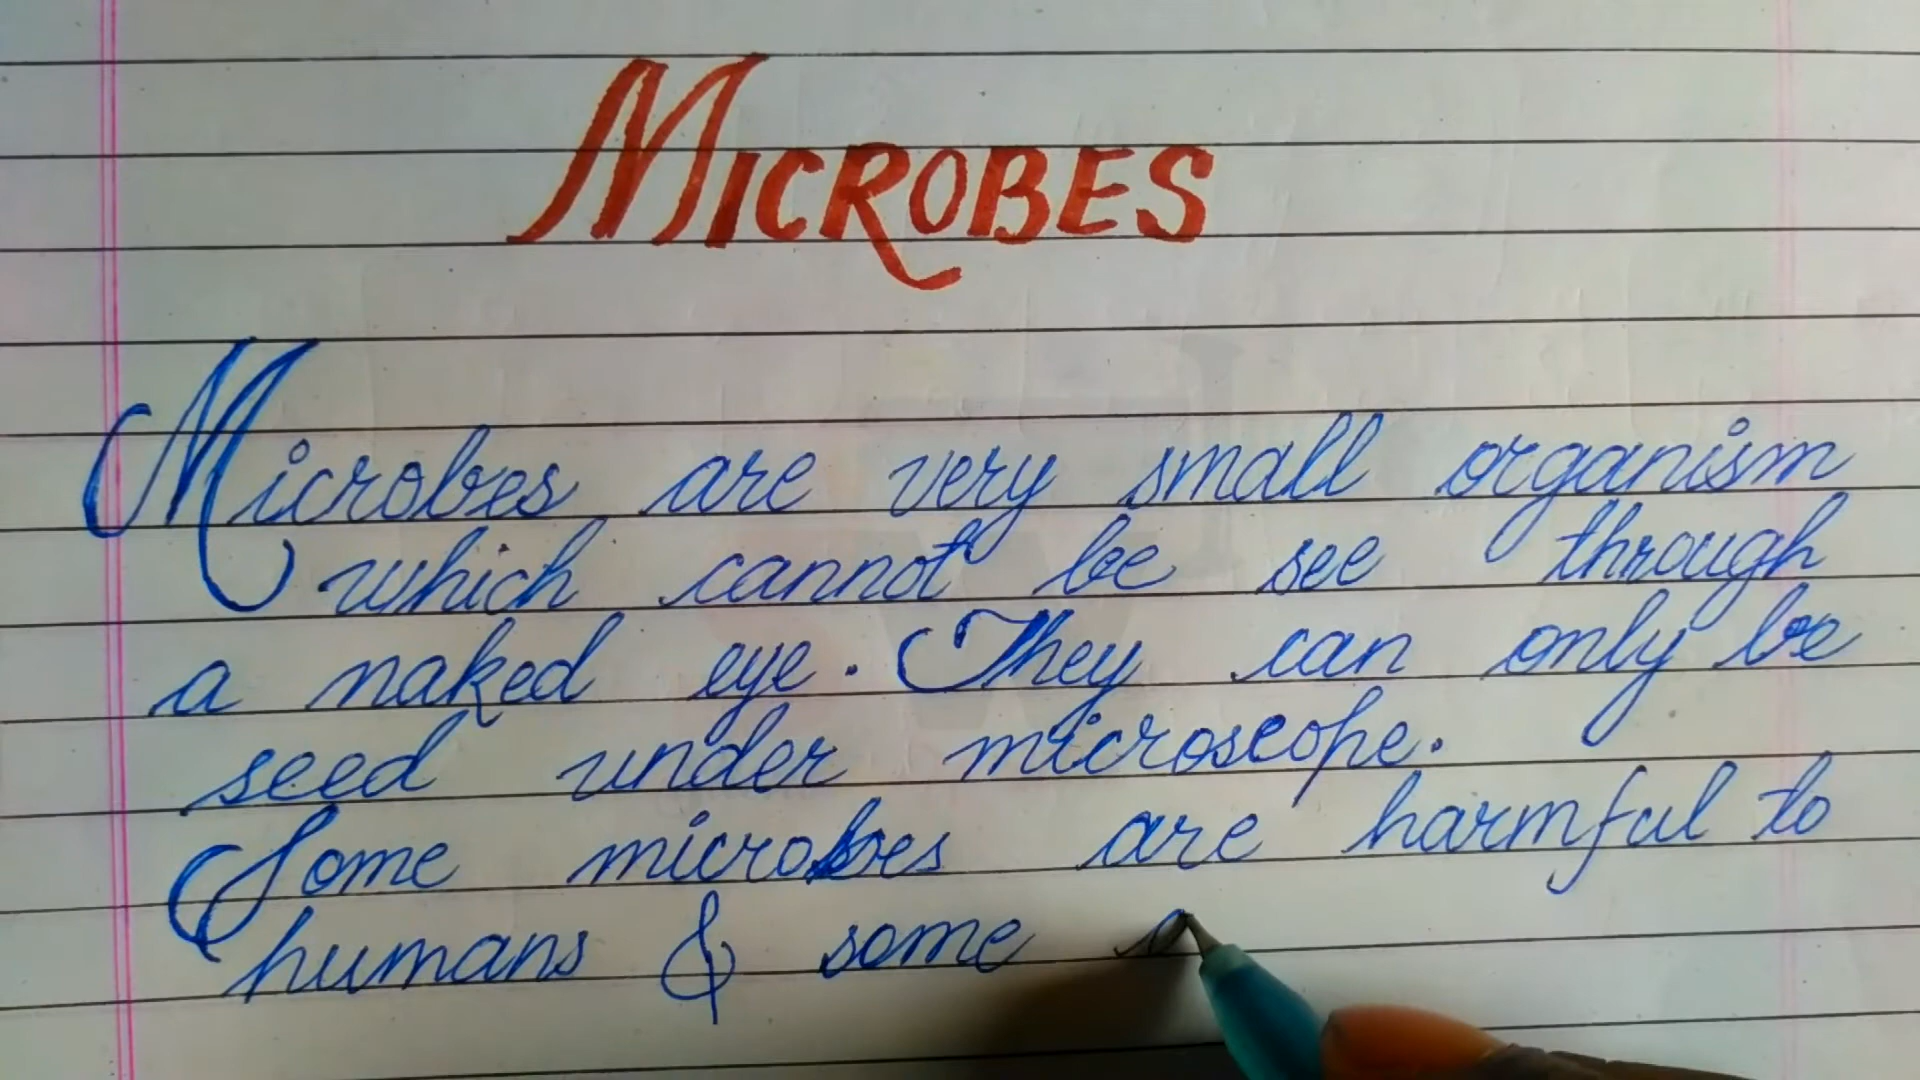 MICROBES
Microbes are very small organism
which cannot be see through
a naked eye. They can only be
seed under microscope.
Some microbes are harmful to
humans & some a